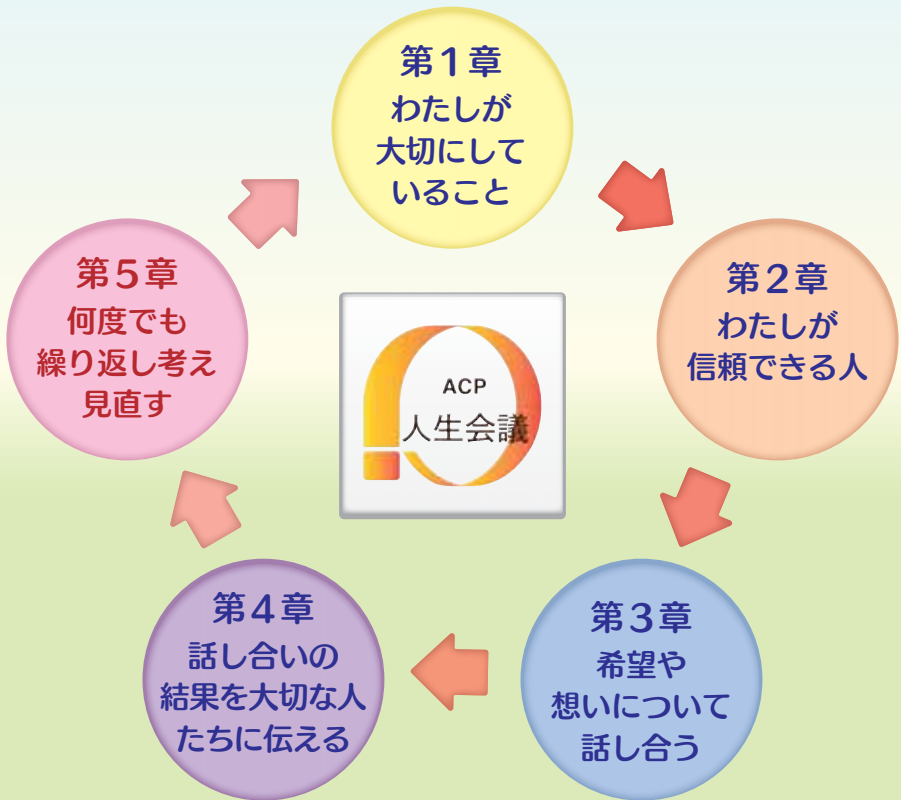 第1章
わたしが
大切にして
いること
第2章
わたしが
信頼できる人
第3章
希望や
想いについて
話し合う
第4章
話し合いの
結果を大切な人
たちに伝える
第5章
何度でも
繰り返し考え
見直す
ACP
人生会議